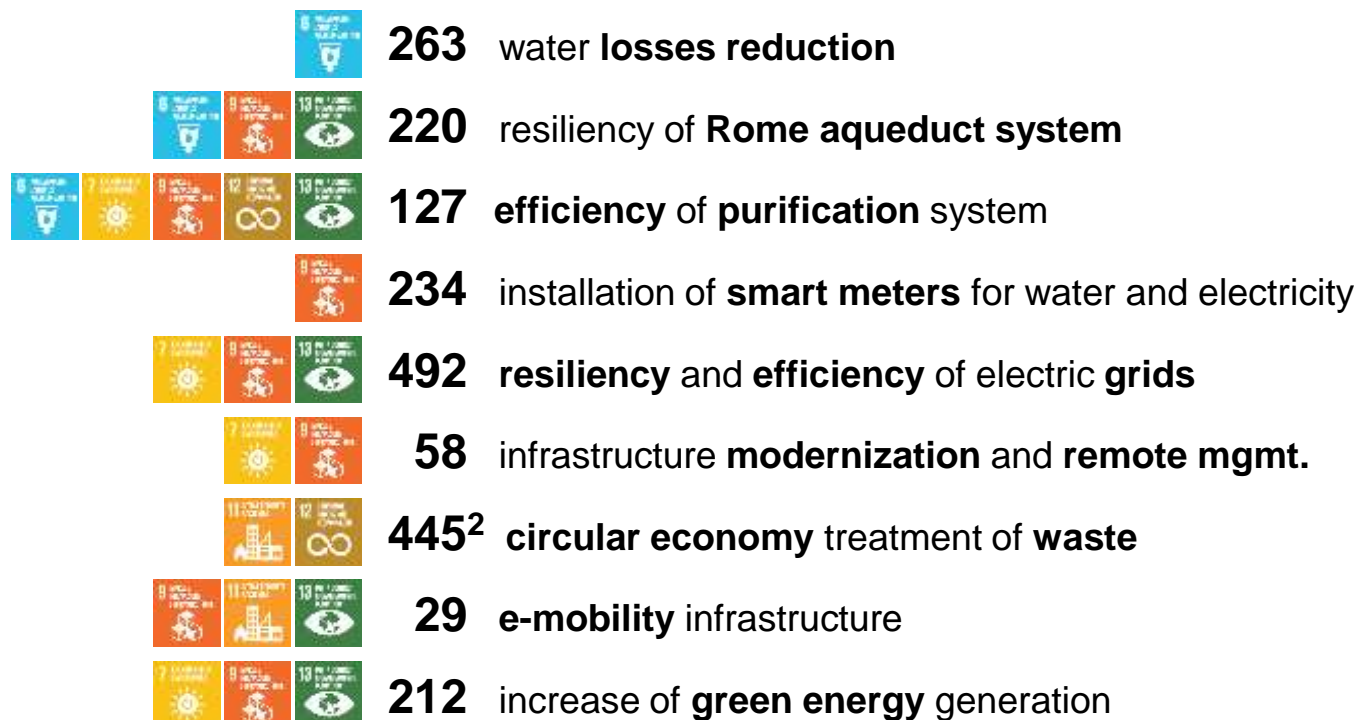 263 water losses reduction
220 resiliency of Rome aqueduct system
127 efficiency of purification system
234 installation of smart meters for water and electricity
492 resiliency and efficiency of electric grids
58 infrastructure modernization and remote mgmt.
445² circular economy treatment of waste
29 e-mobility infrastructure
212 increase of green energy generation